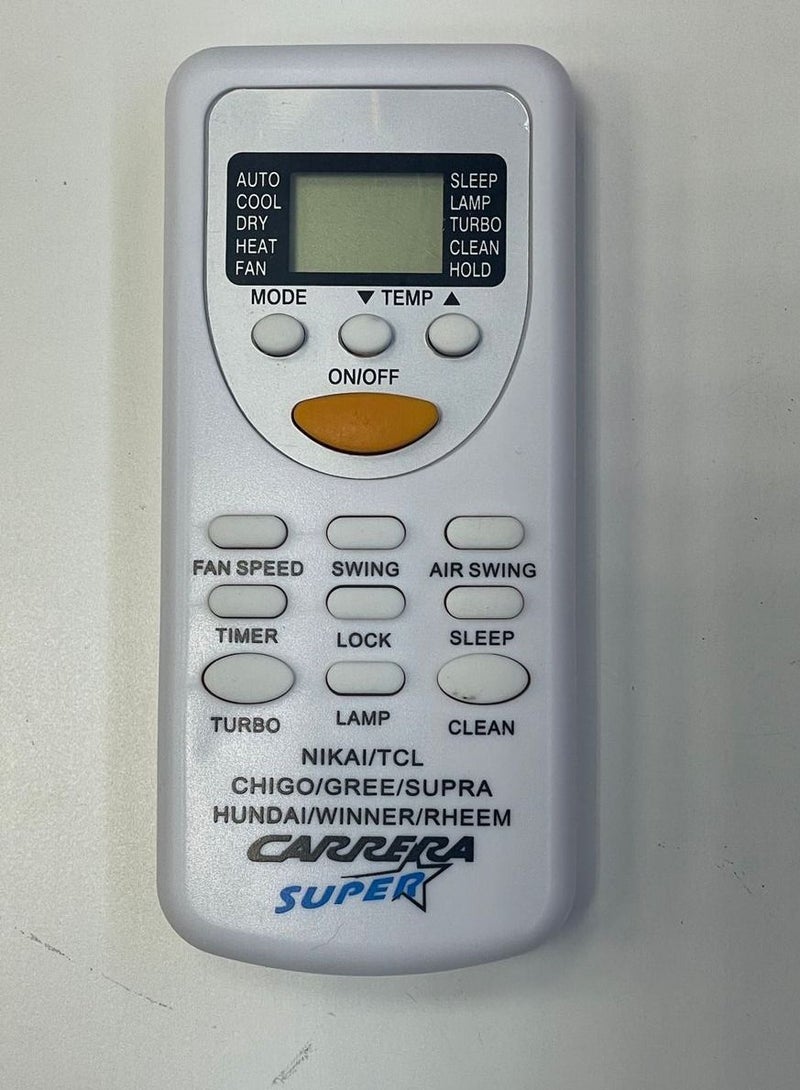 AUTO
COOL
DRY
HEAT
FAN
SLEEP
LAMP
TURBO
CLEAN
HOLD
MODE ▼ TEMP ▲
ON/OFF
FAN SPEED SWING AIR SWING
TIMER LOCK SLEEP
TURBO LAMP CLEAN
NIKAI/TCL
CHIGO/GREE/SUPRA
HUNDAI/WINNER/RHEEM
CARRERA
SUPER